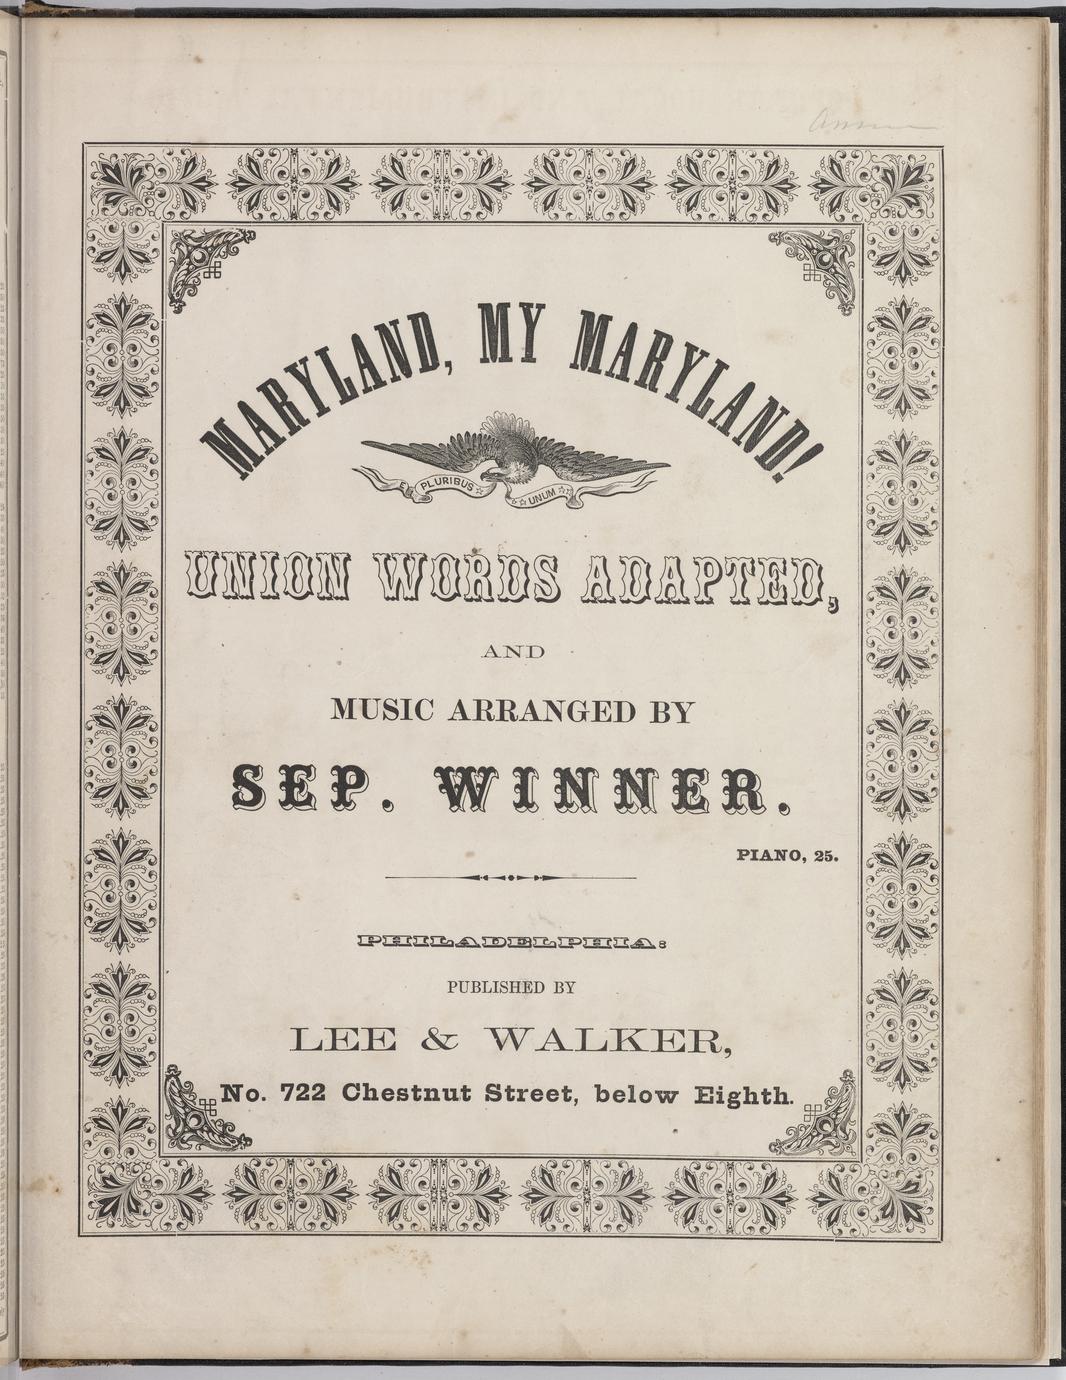 MARYLAND, MY MARYLAND!
E PLURIBUS UNUM
UNION WORDS ADAPTED,
AND
MUSIC ARRANGED BY
SEP. WINNER.
PIANO, 25.
PHILADELPHIA:
PUBLISHED BY
LEE & WALKER,
No. 722 Chestnut Street, below Eighth.